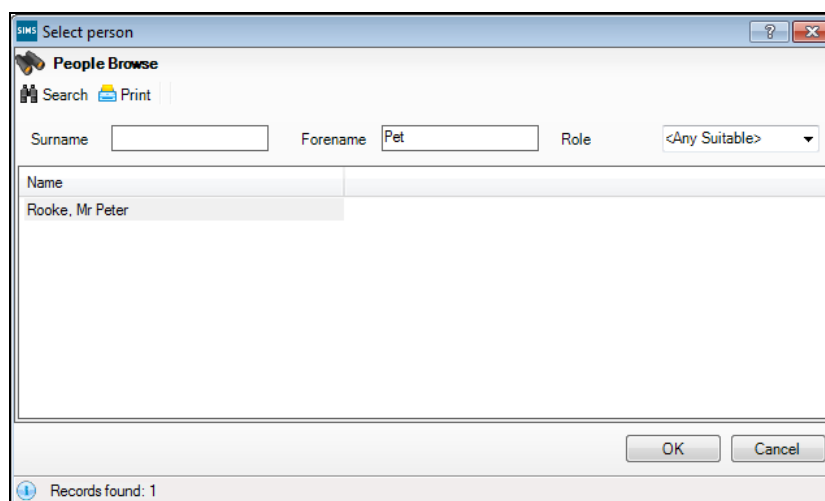 SIMS Select person ?
People Browse
Search Print
Surname Forename Pet Role <Any Suitable>
Name
Rooke, Mr Peter
OK Cancel
Records found: 1